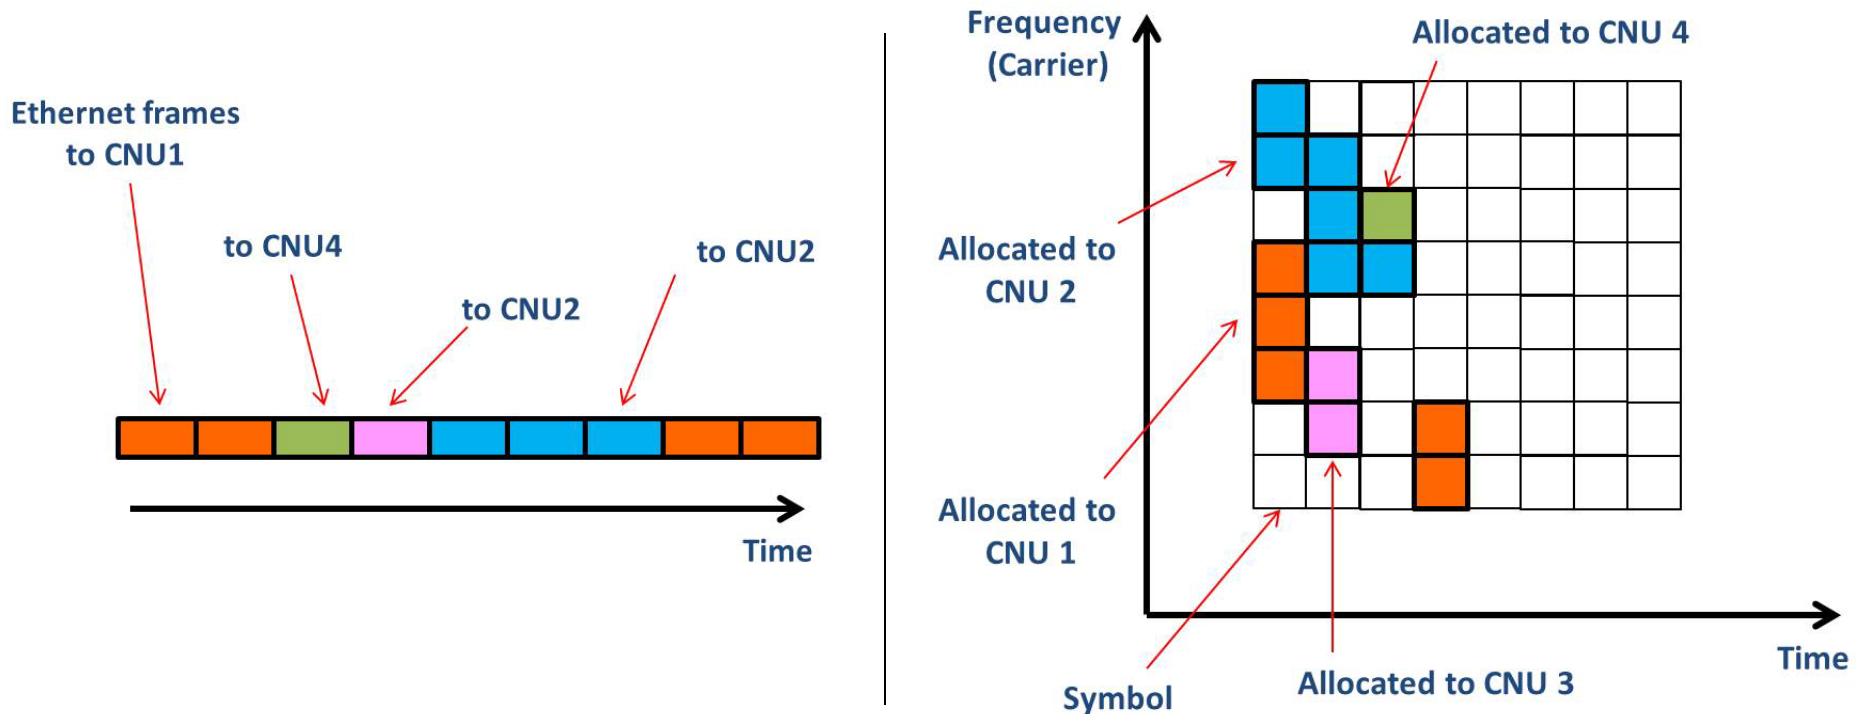 Ethernet frames
to CNU1
to CNU4
to CNU2
to CNU2
Time
Frequency
(Carrier)
Allocated to CNU 4
Allocated to
CNU 2
Allocated to
CNU 1
Symbol
Allocated to CNU 3
Time